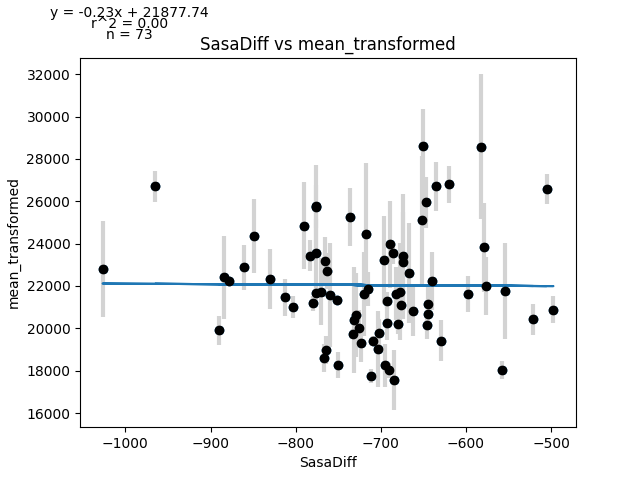 y = -0.23x + 21877.74
r^2 = 0.00
n = 73
SasaDiff vs mean_transformed
mean_transformed
32000
30000
28000
26000
24000
22000
20000
18000
16000
−1000
−900
−800
−700
−600
−500
SasaDiff